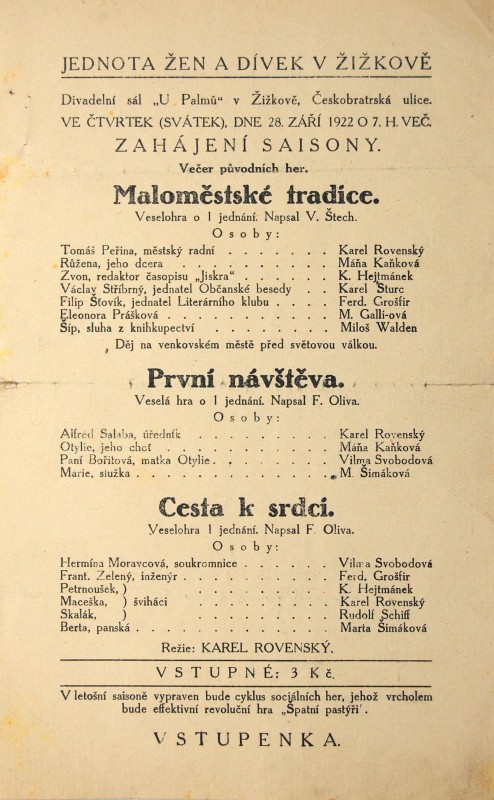 JEDNOTA ŽEN A DÍVEK V ŽIŽKOVĚ
Divadelní sál „U Palmů“ v Žižkově, Českobratrská ulice.
VE ČTVRTEK (SVÁTEK), DNE 28. ZÁŘÍ 1922 O 7. H. VEČ.
ZAHÁJENÍ SAISONY.
Večer původních her.
Maloměstské tradice.
Veselohra o 1 jednání. Napsal V. Štech.
Osoby:
Tomáš Peřina, městský radní . . . . . . . Karel Rovenský
Růžena, jeho dcera . . . . . . . . . . Máňa Kaňková
Zvon, redaktor časopisu „Jiskra“ . . . . . . K. Hejtmánek
Václav Stříbrný, jednatel Občanské besedy . . Karel Šturc
Filip Šťovík, jednatel Literárního klubu . . . . Ferd. Grošfir
Eleonora Prášková . . . . . . . . . . . M. Galli-ová
Šíp, sluha z knihkupectví . . . . . . . . Miloš Walden
Děj na venkovském městě před světovou válkou.
První návštěva.
Veselá hra o 1 jednání. Napsal F. Oliva.
Osoby:
Alfréd Salaba, úředník . . . . . . . . . Karel Rovenský
Otylie, jeho choť . . . . . . . . . . . Máňa Kaňková
Paní Bořitová, matka Otylie . . . . . . . . Vilma Svobodová
Marie, služka . . . . . . . . . . . . . M. Šimáková
Cesta k srdci.
Veselohra 1 jednání. Napsal F. Oliva.
Osoby:
Hermína Moravcová, soukromnice . . . . . . Vilma Svobodová
Frant. Zelený, inženýr . . . . . . . . . . Ferd. Grošfir
Petrnoušek, ) . . . . . . . . . K. Hejtmánek
Maceška, ) šviháci . . . . . . . . . Karel Rovenský
Skalák, ) . . . . . . . . . Rudolf Schiff
Berta, panská . . . . . . . . . . . . . Marta Šimáková
Režie: KAREL ROVENSKÝ.
VSTUPNÉ: 3 Kč.
V letošní saisoně vypraven bude cyklus sociálních her, jehož vrcholem
bude effektivní revoluční hra „Špatní pastýři“.
VSTUPENKA.